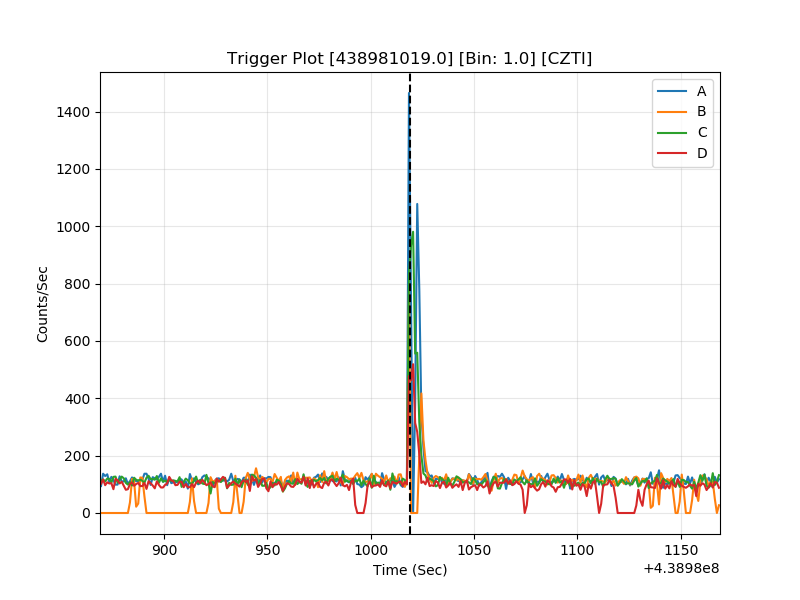 Trigger Plot [438981019.0] [Bin: 1.0] [CZTI]
A
B
C
D
1400
1200
1000
800
600
400
200
0
Counts/Sec
900
950
1000
1050
1100
1150
Time (Sec)
+4.3898e8